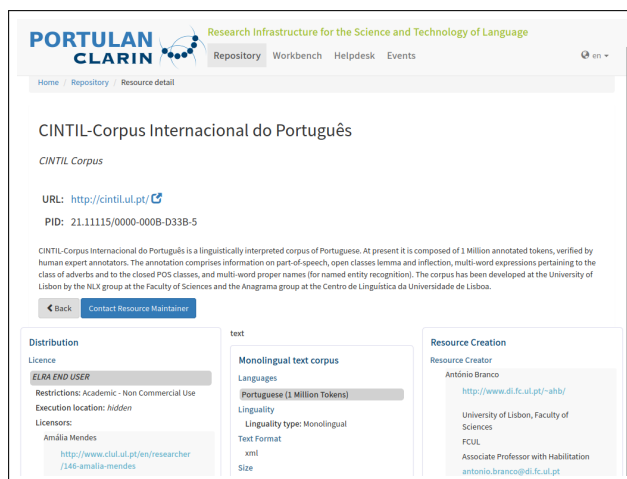 PORTULAN
CLARIN
Research Infrastructure for the Science and Technology of Language
Repository Workbench Helpdesk Events
en
Home / Repository / Resource detail
CINTIL-Corpus Internacional do Português
CINTIL Corpus
URL: http://cintil.ul.pt/
PID: 21.11115/0000-000B-D33B-5
CINTIL-Corpus Internacional do Português is a linguistically interpreted corpus of Portuguese. At present it is composed of 1 Million annotated tokens, verified by
human expert annotators. The annotation comprises information on part-of-speech, open classes lemma and inflection, multi-word expressions pertaining to the
class of adverbs and to the closed POS classes, and multi-word proper names (for named entity recognition). The corpus has been developed at the University of
Lisbon by the NLX group at the Faculty of Sciences and the Anagrama group at the Centro de Linguística da Universidade de Lisboa.
Back
Contact Resource Maintainer
Distribution
Licence
ELRA END USER
Restrictions: Academic - Non Commercial Use
Execution location: hidden
Licensors:
Amália Mendes
http://www.clul.ul.pt/en/researcher
/146-amalia-mendes
text
Monolingual text corpus
Languages
Portuguese (1 Million Tokens)
Linguality
Linguality type: Monolingual
Text Format
xml
Size
Resource Creation
Resource Creator
António Branco
http://www.di.fc.ul.pt/~ahb/
University of Lisbon, Faculty of
Sciences
FCUL
Associate Professor with Habilitation
antonio.branco@di.fc.ul.pt